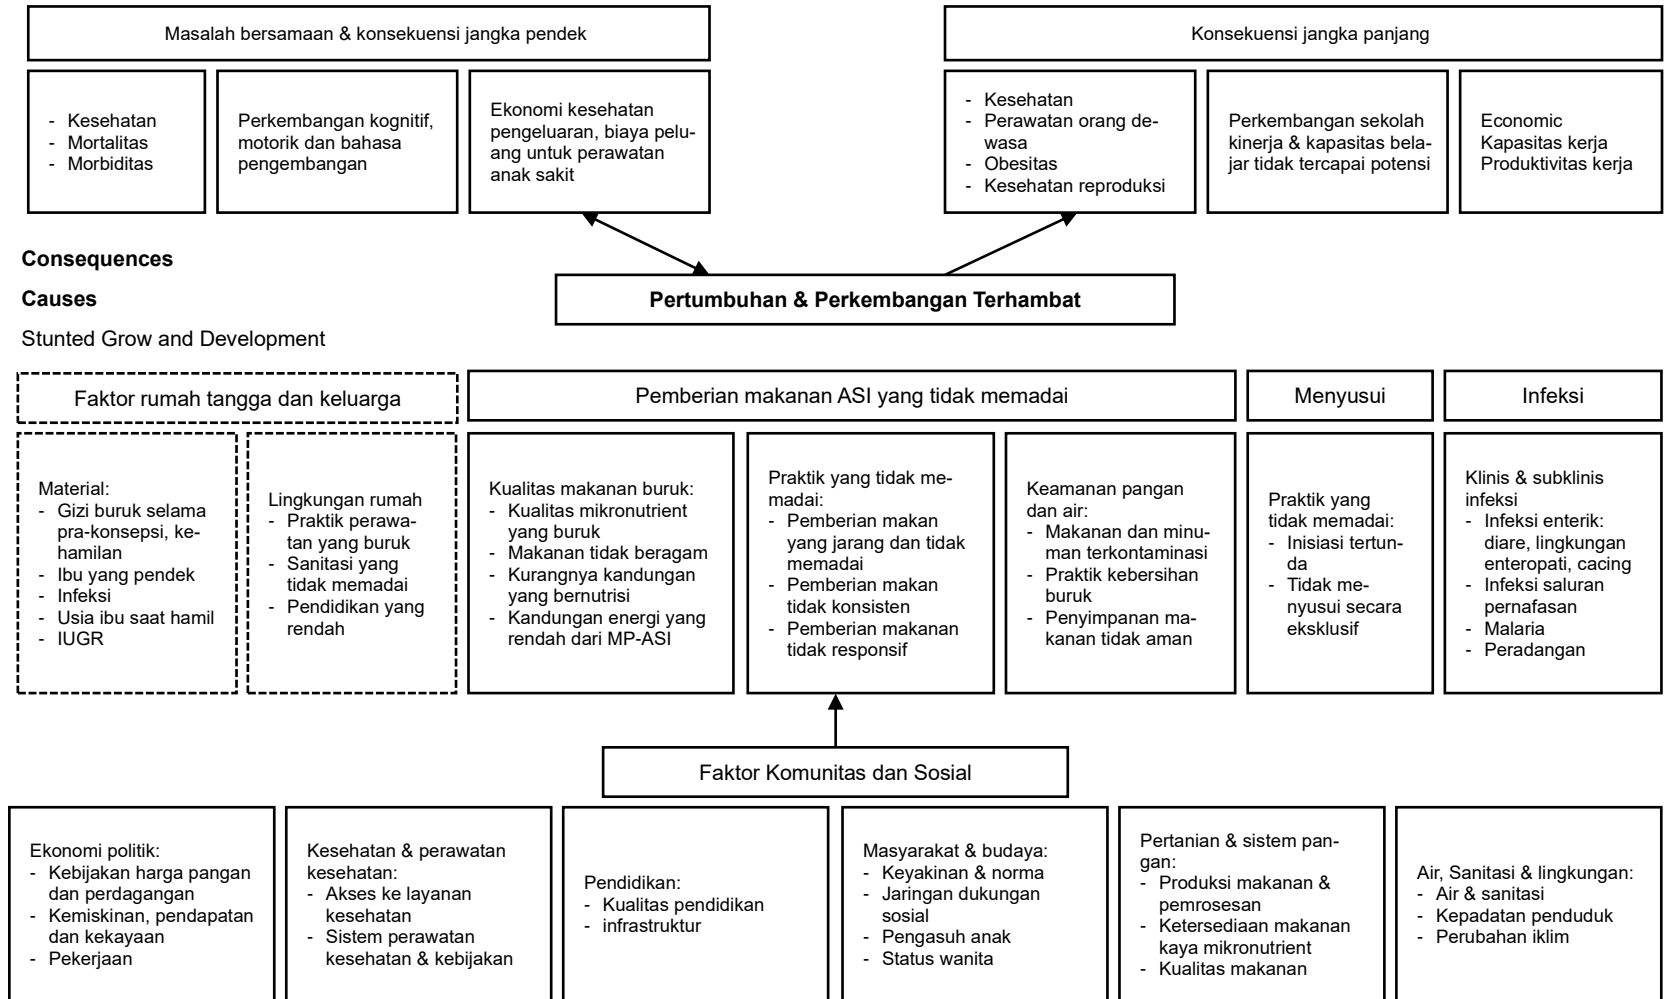 Masalah bersamaan & konsekuensi jangka pendek
Konsekuensi jangka panjang
- Kesehatan
- Mortalitas
- Morbiditas
Perkembangan kognitif,
motorik dan bahasa
pengembangan
Ekonomi kesehatan
pengeluaran, biaya pelu-
ang untuk perawatan
anak sakit
- Kesehatan
- Perawatan orang de-
wasa
- Obesitas
- Kesehatan reproduksi
Perkembangan sekolah
kinerja & kapasitas bela-
jar tidak tercapai potensi
Economic
Kapasitas kerja
Produktivitas kerja
Consequences
Causes
Pertumbuhan & Perkembangan Terhambat
Stunted Grow and Development
Faktor rumah tangga dan keluarga
Pemberian makanan ASI yang tidak memadai
Menyusui
Infeksi
Material:
- Gizi buruk selama
pra-konsepsi, ke-
hamilan
- Ibu yang pendek
- Infeksi
- Usia ibu saat hamil
- IUGR
Lingkungan rumah
- Praktik perawa-
tan yang buruk
- Sanitasi yang
tidak memadai
- Pendidikan yang
rendah
Kualitas makanan buruk:
- Kualitas mikronutrient
yang buruk
- Makanan tidak beragam
- Kurangnya kandungan
yang bernutrisi
- Kandungan energi yang
rendah dari MP-ASI
Praktik yang tidak me-
madai:
- Pemberian makan
yang jarang dan tidak
memadai
- Pemberian makan
tidak konsisten
- Pemberian makanan
tidak responsif
Keamanan pangan
dan air:
- Makanan dan minu-
man terkontaminasi
- Praktik kebersihan
buruk
- Penyimpanan ma-
kanan tidak aman
Praktik yang
tidak memadai:
- Inisiasi tertun-
da
- Tidak me-
nyusui secara
eksklusif
Klinis & subklinis
infeksi
- Infeksi enterik:
diare, lingkungan
enteropati, cacing
- Infeksi saluran
pernafasan
- Malaria
- Peradangan
Faktor Komunitas dan Sosial
Ekonomi politik:
- Kebijakan harga pangan
dan perdagangan
- Kemiskinan, pendapatan
dan kekayaan
- Pekerjaan
Kesehatan & perawatan
kesehatan:
- Akses ke layanan
kesehatan
- Sistem perawatan
kesehatan & kebijakan
Pendidikan:
- Kualitas pendidikan
- infrastruktur
Masyarakat & budaya:
- Keyakinan & norma
- Jaringan dukungan
sosial
- Pengasuh anak
- Status wanita
Pertanian & sistem pan-
gan:
- Produksi makanan &
pemrosesan
- Ketersediaan makanan
kaya mikronutrient
- Kualitas makanan
Air, Sanitasi & lingkungan:
- Air & sanitasi
- Kepadatan penduduk
- Perubahan iklim